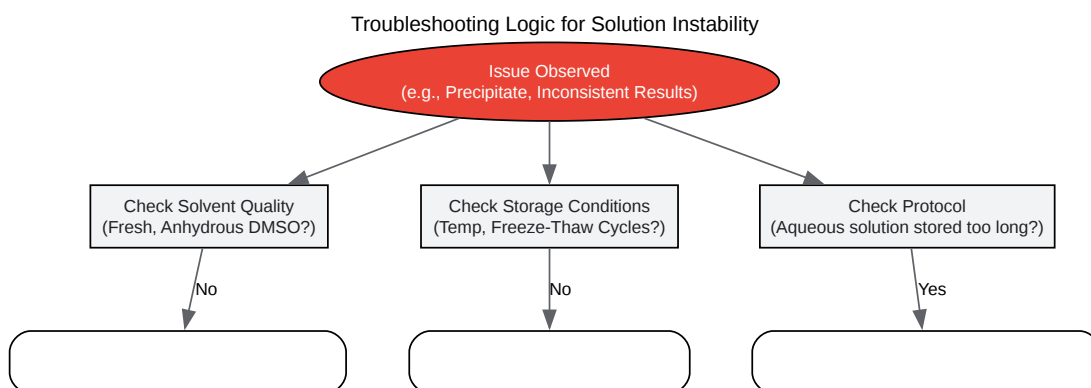 Troubleshooting Logic for Solution Instability
Issue Observed
(e.g., Precipitate, Inconsistent Results)
Check Solvent Quality
(Fresh, Anhydrous DMSO?)
Check Storage Conditions
(Temp, Freeze-Thaw Cycles?)
Check Protocol
(Aqueous solution stored too long?)
No
No
Yes